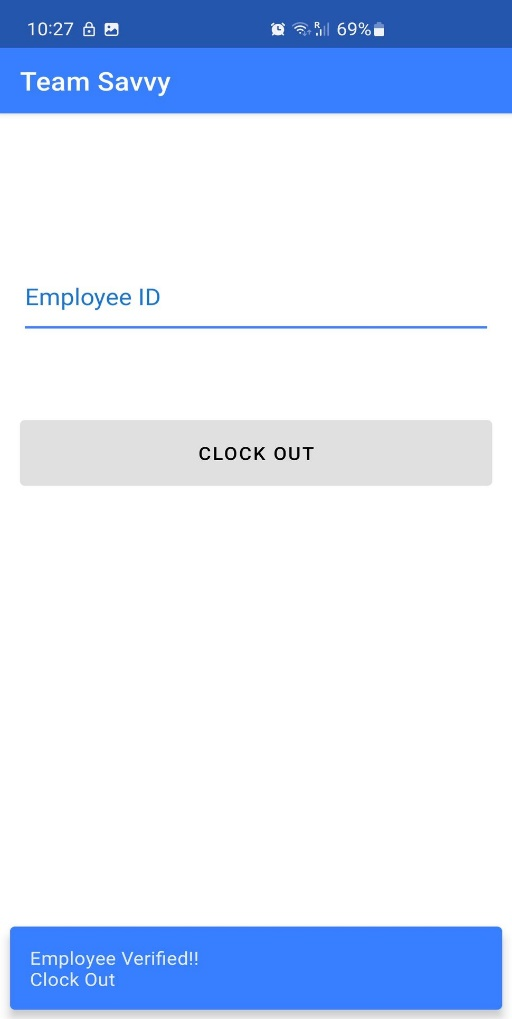 10:27
R
69%
Team Savvy
Employee ID
CLOCK OUT
Employee Verified!!
Clock Out